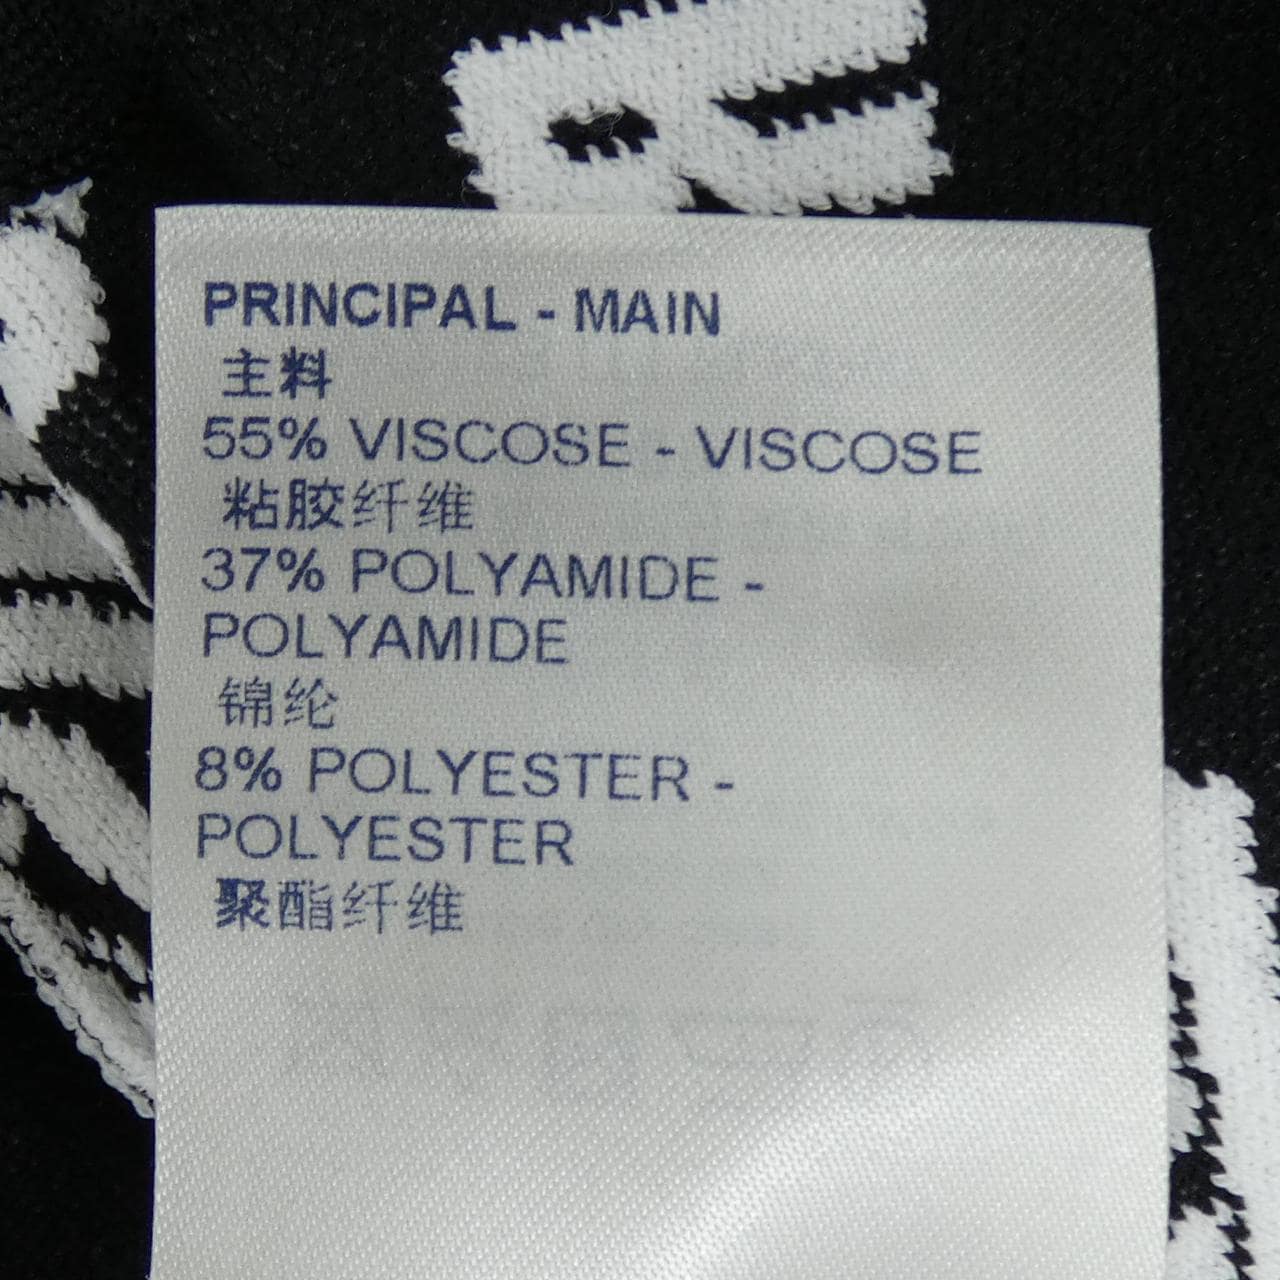 PRINCIPAL - MAIN
主料
55% VISCOSE - VISCOSE
粘胶纤维
37% POLYAMIDE -
POLYAMIDE
锦纶
8% POLYESTER -
POLYESTER
聚酯纤维